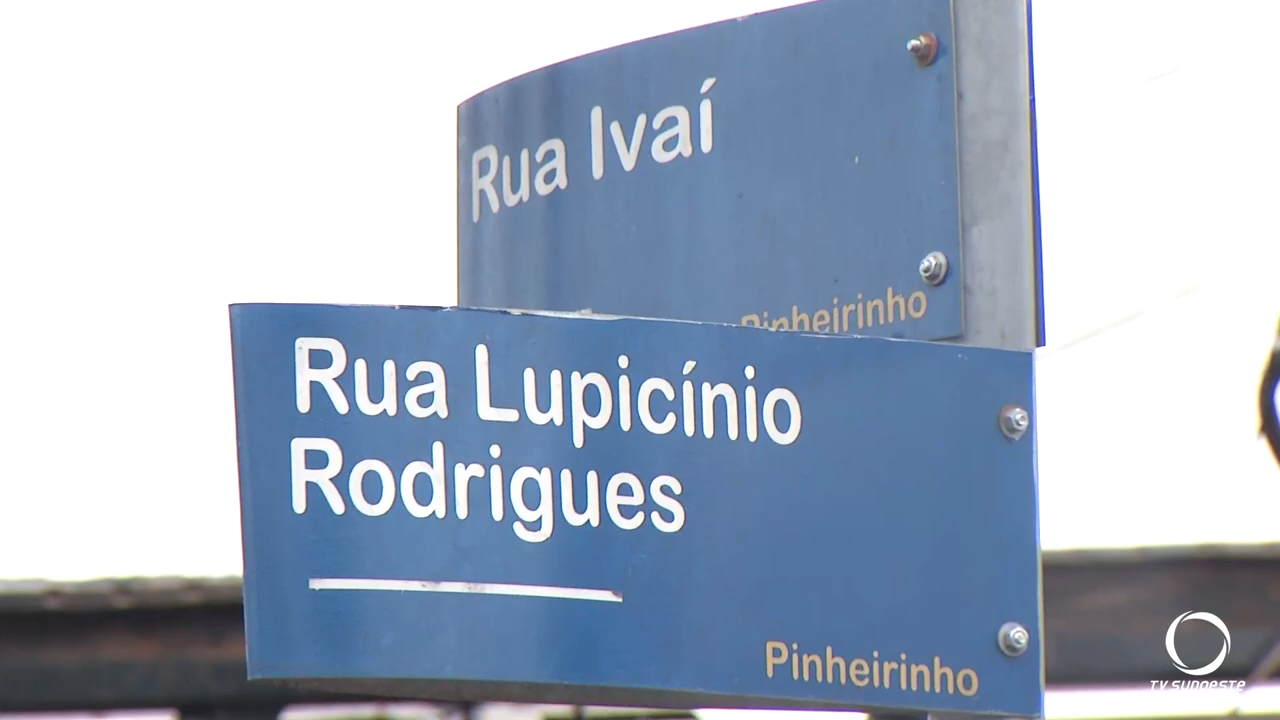 Rua Ivaí
Pinheirinho
Rua Lupicínio
Rodrigues
Pinheirinho
TV SUDOESTE